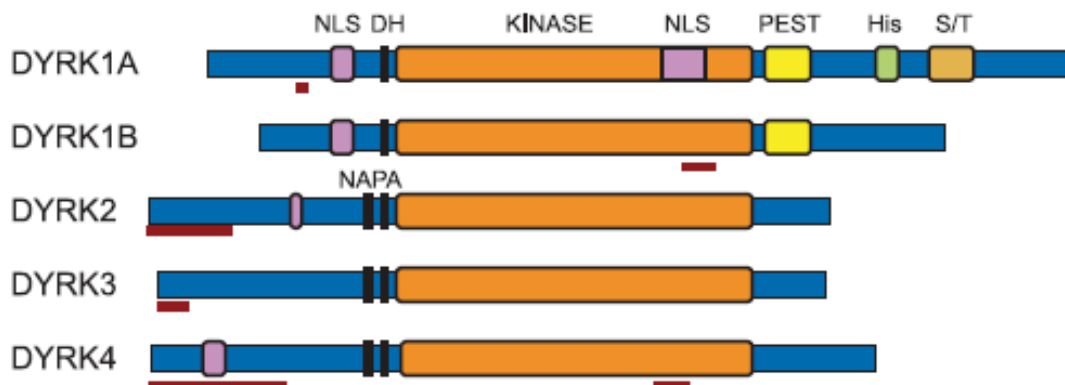 NLS DH KINASE NLS PEST His S/T
DYRK1A
DYRK1B
NAPA
DYRK2
DYRK3
DYRK4